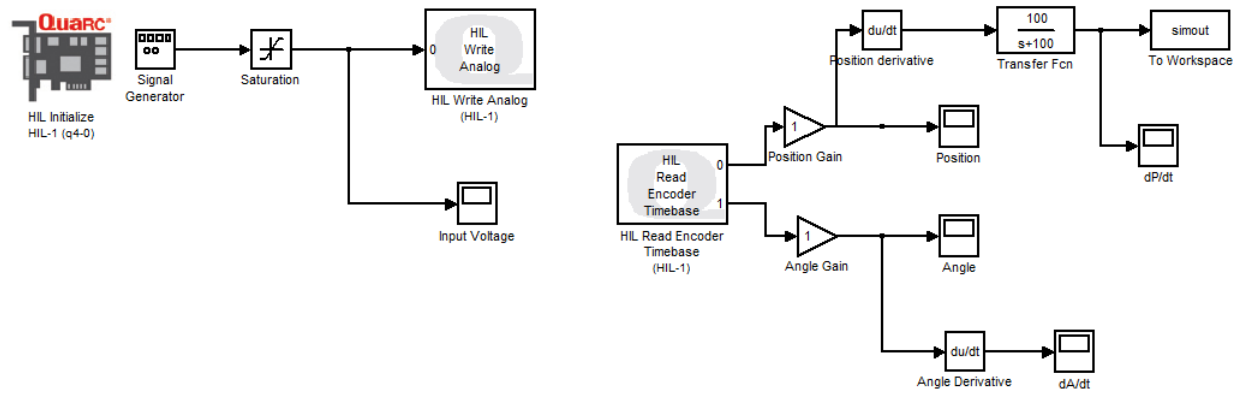 QUARC®
HIL Initialize
HIL-1 (q4-0)
Signal
Generator
Saturation
0
HIL
Write
Analog
HIL Write Analog
(HIL-1)
Input Voltage
HIL
Read
Encoder
Timebase
0
1
HIL Read Encoder
Timebase
(HIL-1)
1
Position Gain
du/dt
Position derivative
100
s+100
Transfer Fcn
simout
To Workspace
Position
dP/dt
1
Angle Gain
Angle
du/dt
Angle Derivative
dA/dt